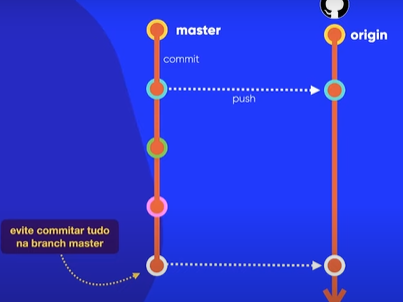 master
origin
commit
push
evite commitar tudo
na branch master